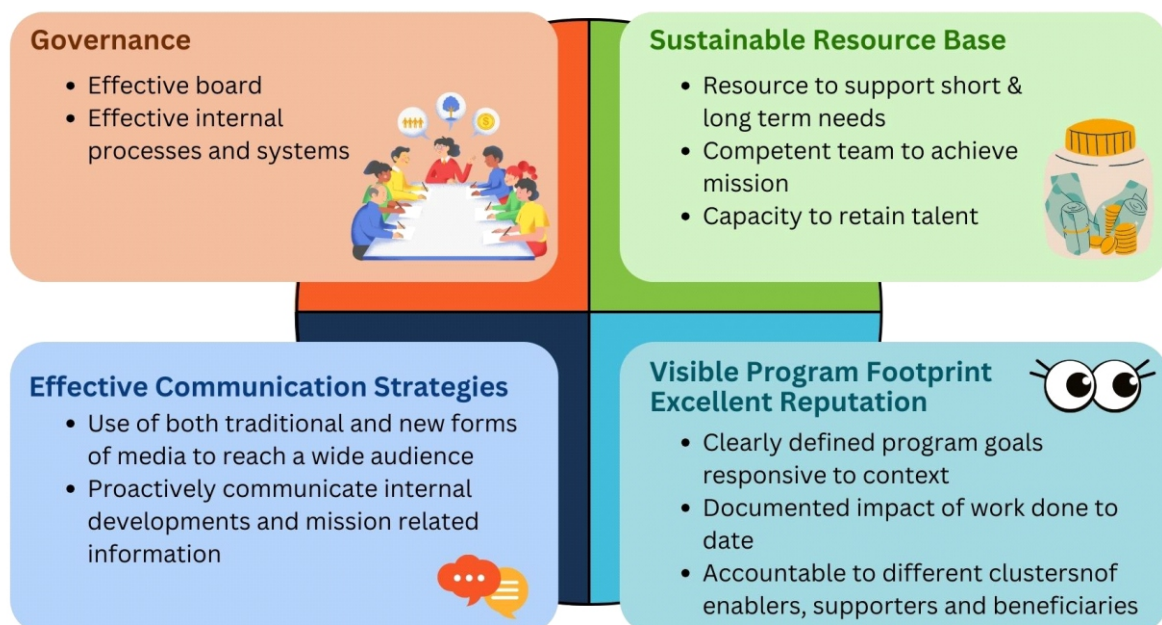 Governance
• Effective board
• Effective internal
processes and systems
Sustainable Resource Base
• Resource to support short &
long term needs
• Competent team to achieve
mission
• Capacity to retain talent
Effective Communication Strategies
• Use of both traditional and new forms
of media to reach a wide audience
• Proactively communicate internal
developments and mission related
information
Visible Program Footprint
Excellent Reputation
• Clearly defined program goals
responsive to context
• Documented impact of work done to
date
• Accountable to different clustersnof
enablers, supporters and beneficiaries